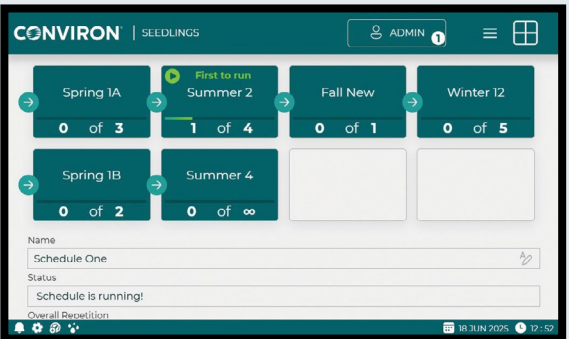 CONVIRON | SEEDLINGS
ADMIN 1
First to run
Spring 1A
0 of 3
Summer 2
1 of 4
Fall New
0 of 1
Winter 12
0 of 5
Spring 1B
0 of 2
Summer 4
0 of ∞
Name
Schedule One
Status
Schedule is running!
Overall Repetition
18 JUN 2025 12:52